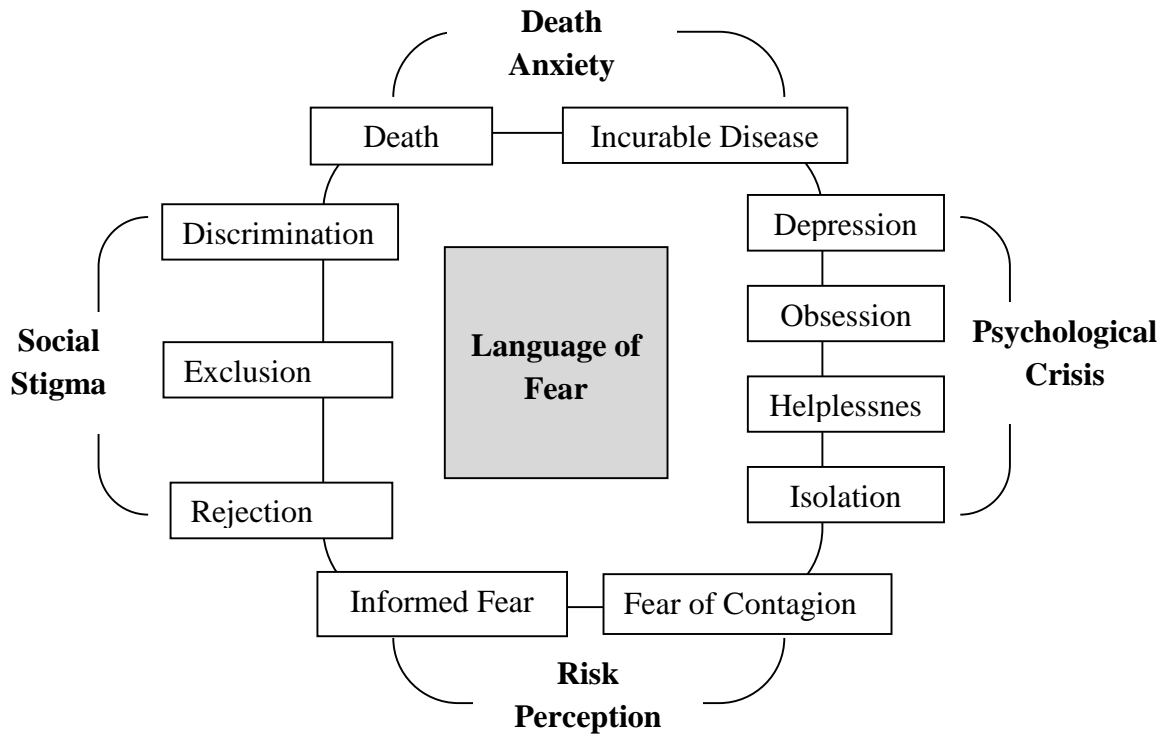 Death
Anxiety
Death
Incurable Disease
Discrimination
Depression
Obsession
Social
Stigma
Exclusion
Language of
Fear
Psychological
Crisis
Helplessnes
Rejection
Isolation
Informed Fear
Fear of Contagion
Risk
Perception